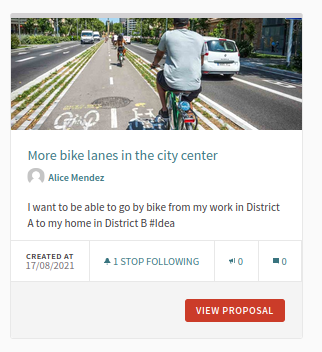 More bike lanes in the city center
Alice Mendez
I want to be able to go by bike from my work in District
A to my home in District B #Idea
CREATED AT
17/08/2021
1 STOP FOLLOWING
0
0
VIEW PROPOSAL